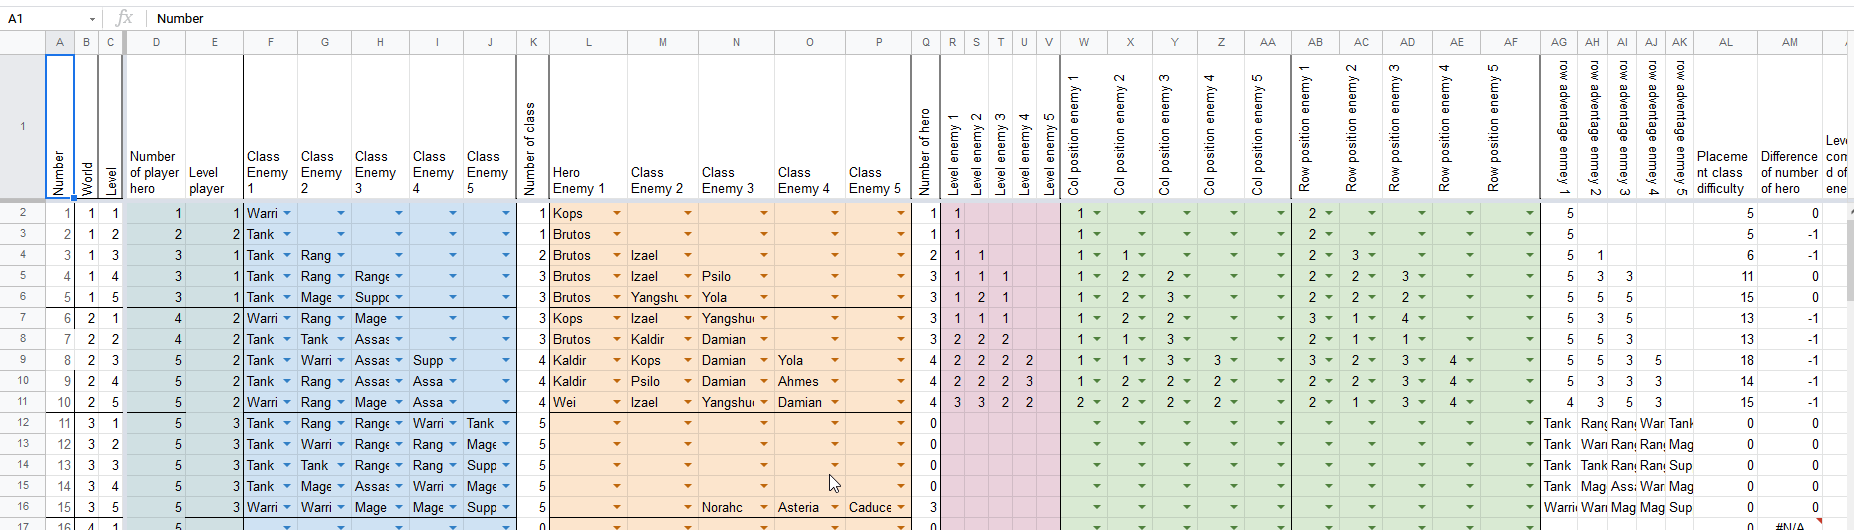 A1 fx Number
A B C D E F G H I J K L M N O P Q R S T U V W X Y Z AA AB AC AD AE AF AG AH AI AJ AK AL AM
1 Number World Level Number of player hero Level player Class Enemy 1 Class Enemy 2 Class Enemy 3 Class Enemy 4 Class Enemy 5 Number of class Hero Enemy 1 Class Enemy 2 Class Enemy 3 Class Enemy 4 Class Enemy 5 Number of hero Level enemy 1 Level enemy 2 Level enemy 3 Level enemy 4 Level enemy 5 Col position enemy 1 Col position enemy 2 Col position enemy 3 Col position enemy 4 Col position enemy 5 Row position enemy 1 Row position enemy 2 Row position enemy 3 Row position enemy 4 Row position enemy 5 row adventage enmey 1 row adventage enmey 2 row adventage enmey 3 row adventage enmey 4 row adventage enmey 5 Placeme nt class difficulty Difference of number of hero Leve com d of ene
2 1 1 1 1 1 Warri 1 Kops 1 1 1 2 5 5 0
3 2 1 2 2 2 Tank 1 Brutos 1 1 1 2 5 5 -1
4 3 1 3 3 1 Tank Rang 2 Brutos Izael 2 1 1 1 1 2 3 5 1 6 -1
5 4 1 4 3 1 Tank Rang Range 3 Brutos Izael Psilo 3 1 1 1 1 2 2 2 2 3 5 3 3 11 0
6 5 1 5 3 1 Tank Mage Suppo 3 Brutos Yangshu Yola 3 1 2 1 1 2 3 2 2 2 5 5 5 15 0
7 6 2 1 4 2 Warri Rang Mage 3 Kops Izael Yangshu 3 1 1 1 1 2 2 3 1 4 5 3 5 13 -1
8 7 2 2 4 2 Tank Tank Assas 3 Brutos Kaldir Damian 3 2 2 2 1 1 3 2 1 1 5 5 3 13 -1
9 8 2 3 5 2 Tank Warri Assas Supp 4 Kaldir Kops Damian Yola 4 2 2 2 2 1 1 3 3 3 2 3 4 5 5 3 5 18 -1
10 9 2 4 5 2 Tank Rang Assas Assa 4 Kaldir Psilo Damian Ahmes 4 2 2 2 3 1 2 2 2 2 2 3 4 5 3 3 3 14 -1
11 10 2 5 5 2 Warri Rang Mage Assa 4 Wei Izael Yangshu Damian 4 3 3 2 2 2 2 2 2 2 1 3 4 4 3 5 3 15 -1
12 11 3 1 5 3 Tank Rang Range Warri Tank 5 0 Tank Rang Rang War Tank 0 0
13 12 3 2 5 3 Tank Warri Range Rang Mage 5 0 Tank Warr Rang Rang Mag 0 0
14 13 3 3 5 3 Tank Tank Range Rang Supp 5 0 Tank Tank Rang Rang Sup 0 0
15 14 3 4 5 3 Tank Mage Assas Warri Mage 5 0 Tank Mag Assa War Mag 0 0
16 15 3 5 5 3 Warri Warri Mage Mage Supp 5 Norahc Asteria Caduce 3 Warri Warr Mag Mag Sup 0 0
17 16 4 1 5 0 0 0 #N/A